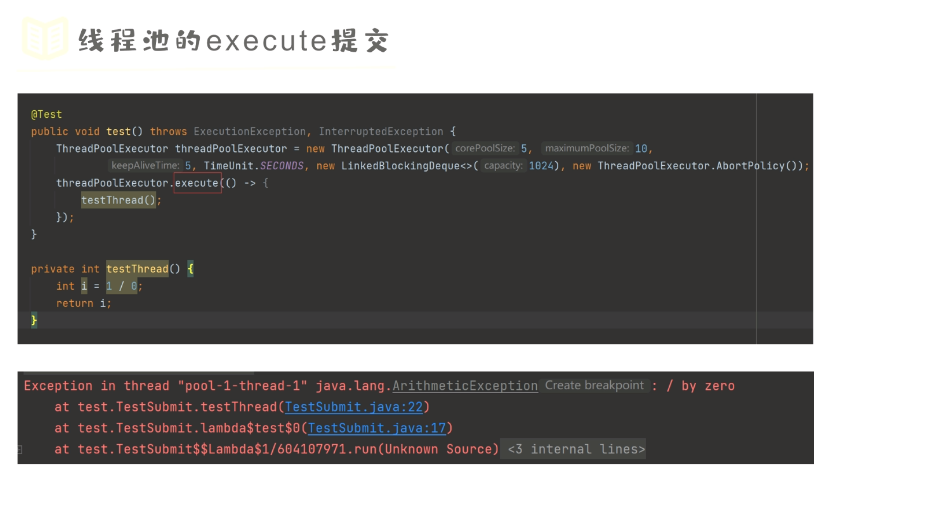 线程池的execute提交
@Test
public void test() throws ExecutionException, InterruptedException {
ThreadPoolExecutor threadPoolExecutor = new ThreadPoolExecutor( corePoolSize: 5, maximumPoolSize: 10,
keepAliveTime: 5, TimeUnit.SECONDS, new LinkedBlockingDeque<>( capacity: 1024), new ThreadPoolExecutor.AbortPolicy());
threadPoolExecutor.execute(() -> {
testThread();
});
}
private int testThread() {
int i = 1 / 0;
return i;
}
Exception in thread "pool-1-thread-1" java.lang.ArithmeticException Create breakpoint : / by zero
at test.TestSubmit.testThread(TestSubmit.java:22)
at test.TestSubmit.lambda$test$0(TestSubmit.java:17)
at test.TestSubmit$$Lambda$1/604107971.run(Unknown Source) <3 internal lines>